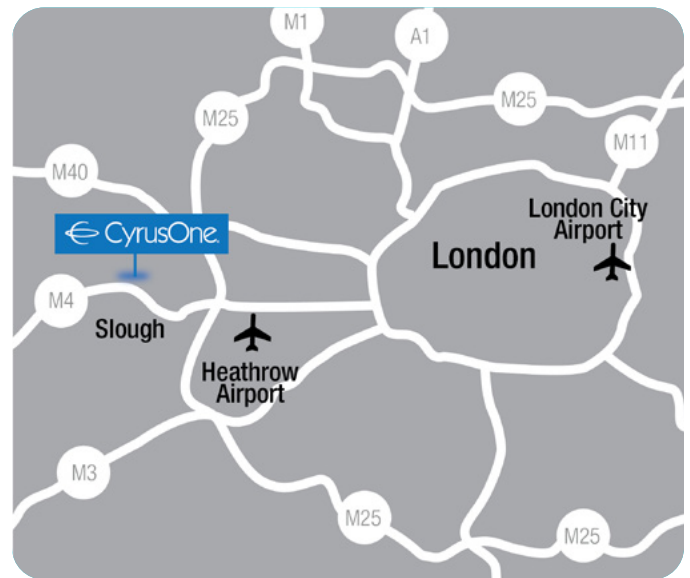 M1
A1
M25
M25
M11
M40
CyrusOne.
London City
Airport
London
M4
Slough
Heathrow
Airport
M3
M25
M25